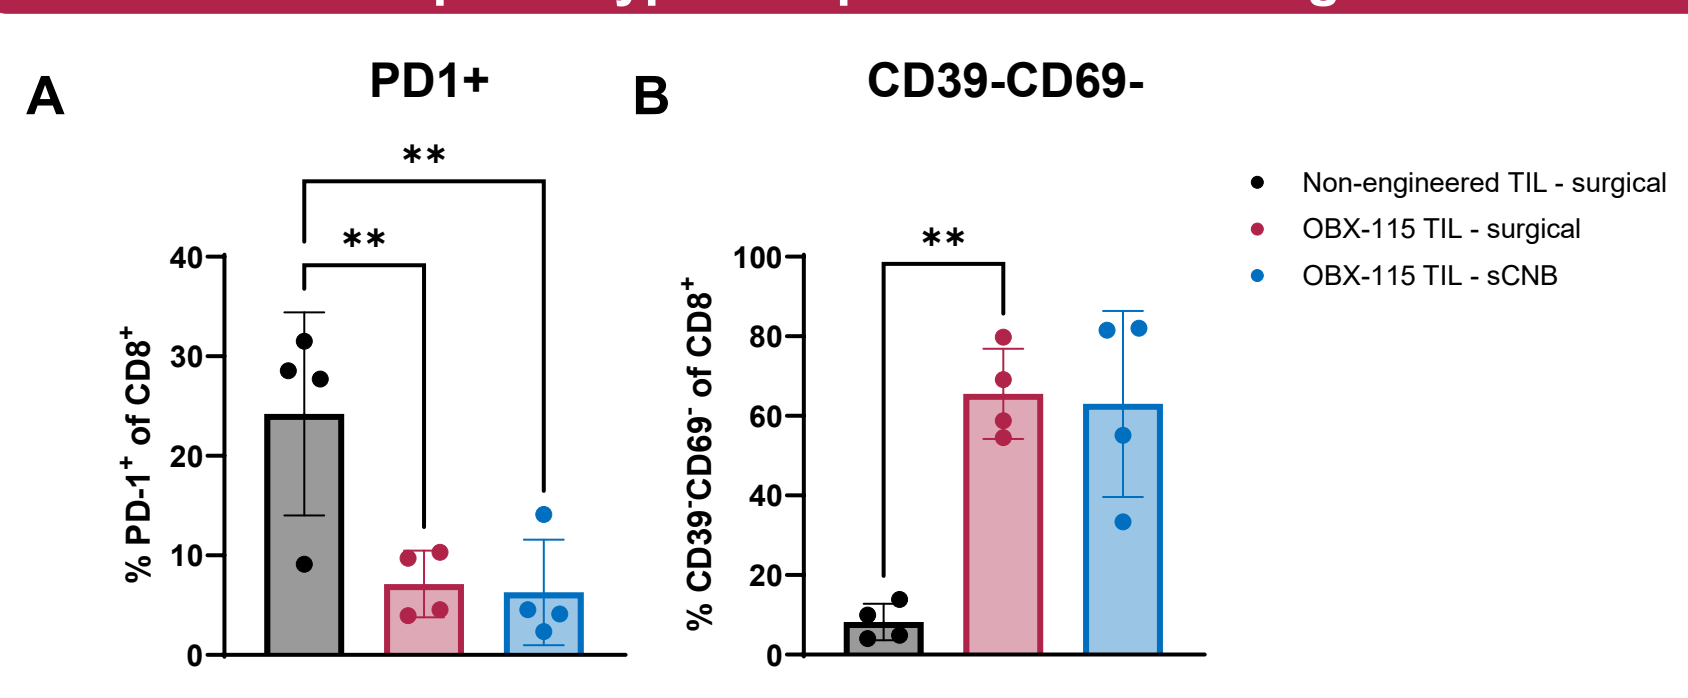 A
PD1+
B
CD39-CD69-
**
**
**
% PD-1+ of CD8+
40
30
20
10
0
% CD39-CD69- of CD8+
100
80
60
40
20
0
Non-engineered TIL - surgical
OBX-115 TIL - surgical
OBX-115 TIL - sCNB